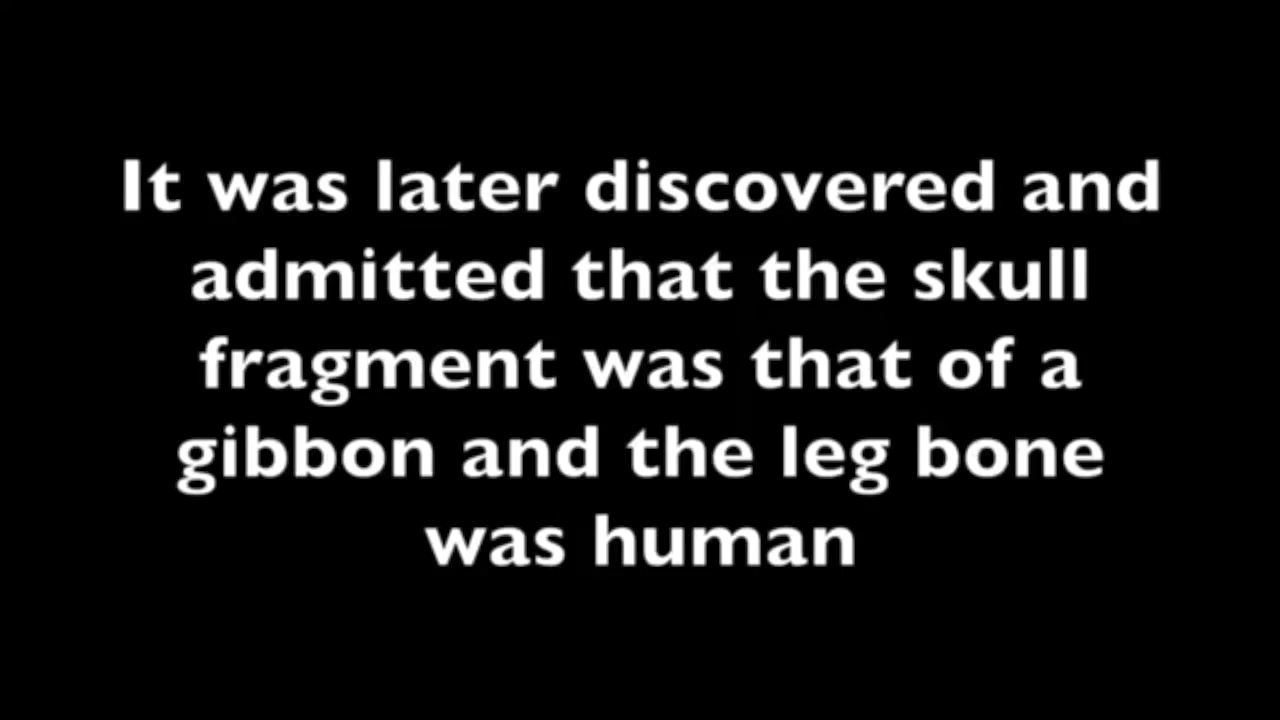 It was later discovered and
admitted that the skull
fragment was that of a
gibbon and the leg bone
was human